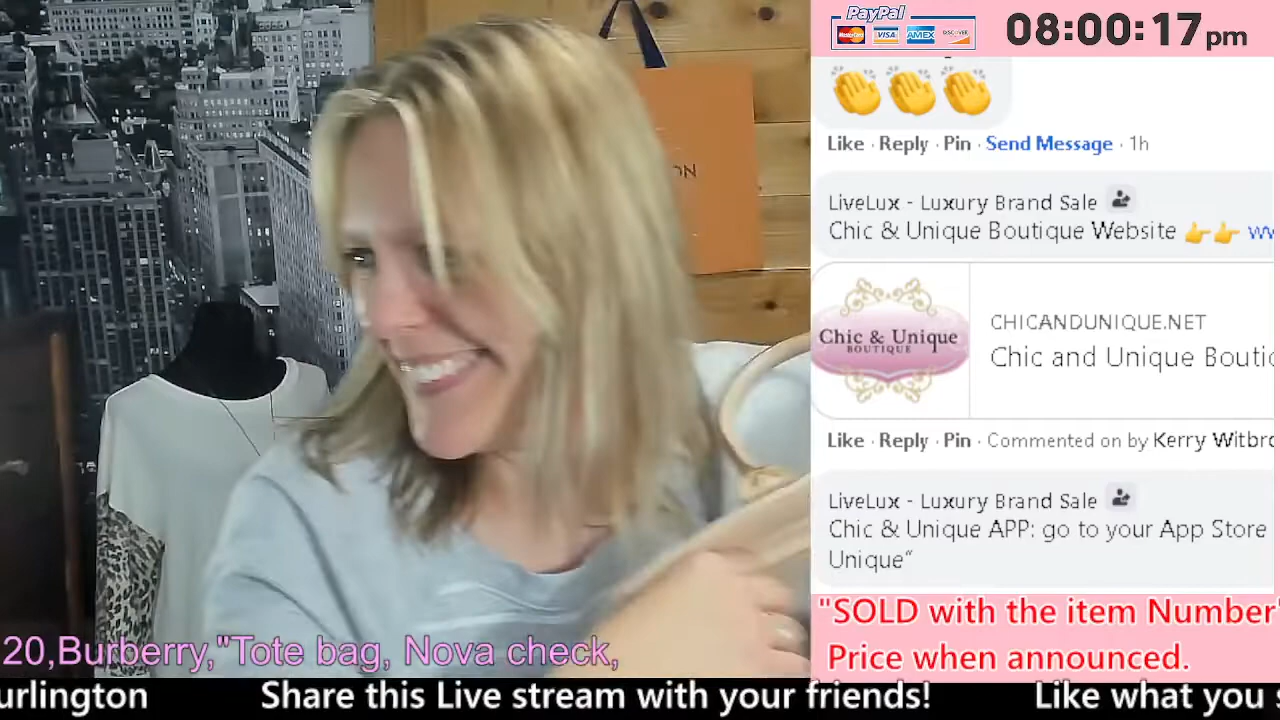 PayPal
MasterCard VISA AMEX DISCOVER
08:00:17pm
ON
Like · Reply · Pin · Send Message · 1h
LiveLux - Luxury Brand Sale
Chic & Unique Boutique Website 👉👉
Chic & Unique
BOUTIQUE
CHICANDUNIQUE.NET
Chic and Unique Boutic
Like · Reply · Pin · Commented on by Kerry Witbro
LiveLux - Luxury Brand Sale
Chic & Unique APP: go to your App Store
Unique“
"SOLD with the item Number"
Price when announced.
20,Burberry,"Tote bag, Nova check,
urlington Share this Live stream with your friends! Like what you s